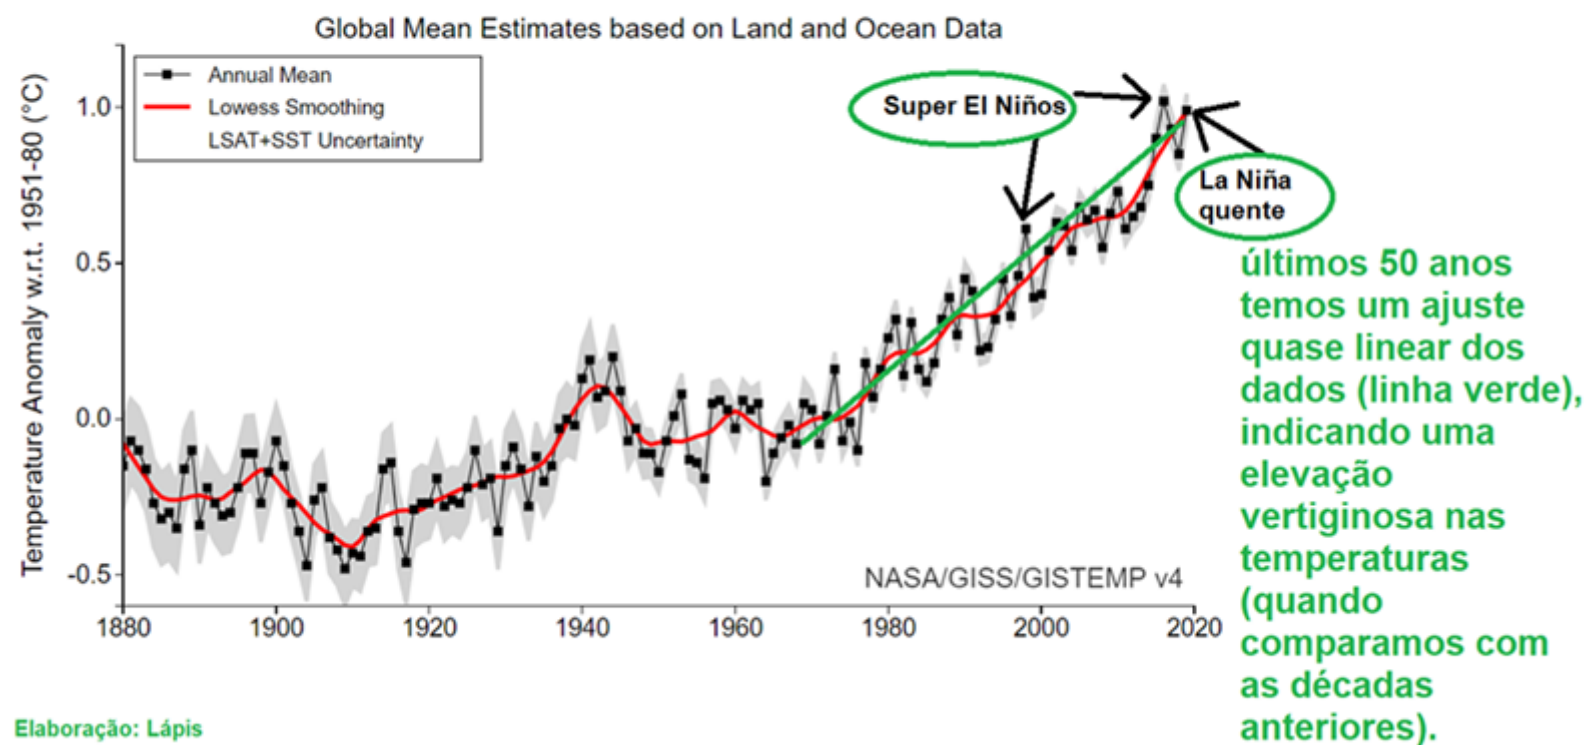 Global Mean Estimates based on Land and Ocean Data
Temperature Anomaly w.r.t. 1951-80 (°C)
Annual Mean
Lowess Smoothing
LSAT+SST Uncertainty
1.0
0.5
0.0
-0.5
Super El Niños
La Niña
quente
NASA/GISS/GISTEMP v4
1880
1900
1920
1940
1960
1980
2000
2020
últimos 50 anos
temos um ajuste
quase linear dos
dados (linha verde),
indicando uma
elevação
vertiginosa nas
temperaturas
(quando
comparamos com
as décadas
anteriores).
Elaboração: Lápis